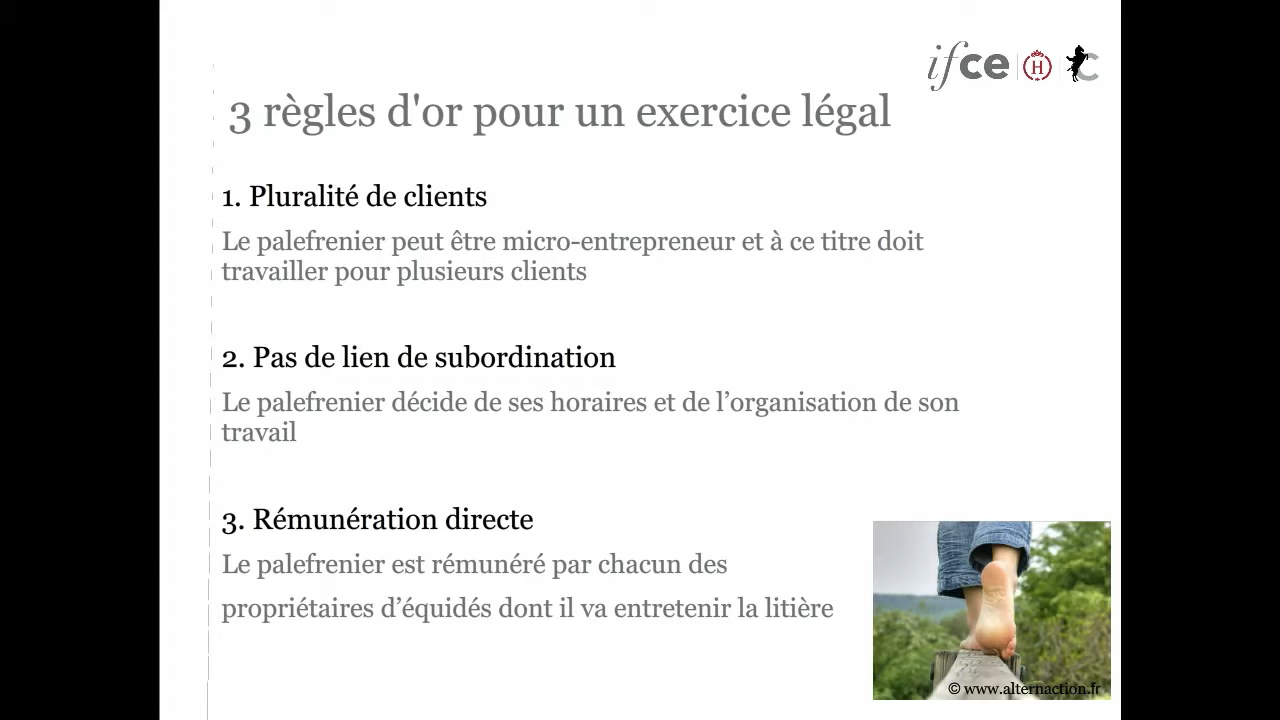 ifce | H | C
3 règles d'or pour un exercice légal
1. Pluralité de clients
Le palefrenier peut être micro-entrepreneur et à ce titre doit
travailler pour plusieurs clients
2. Pas de lien de subordination
Le palefrenier décide de ses horaires et de l’organisation de son
travail
3. Rémunération directe
Le palefrenier est rémunéré par chacun des
propriétaires d’équidés dont il va entretenir la litière
© www.alternaction.fr